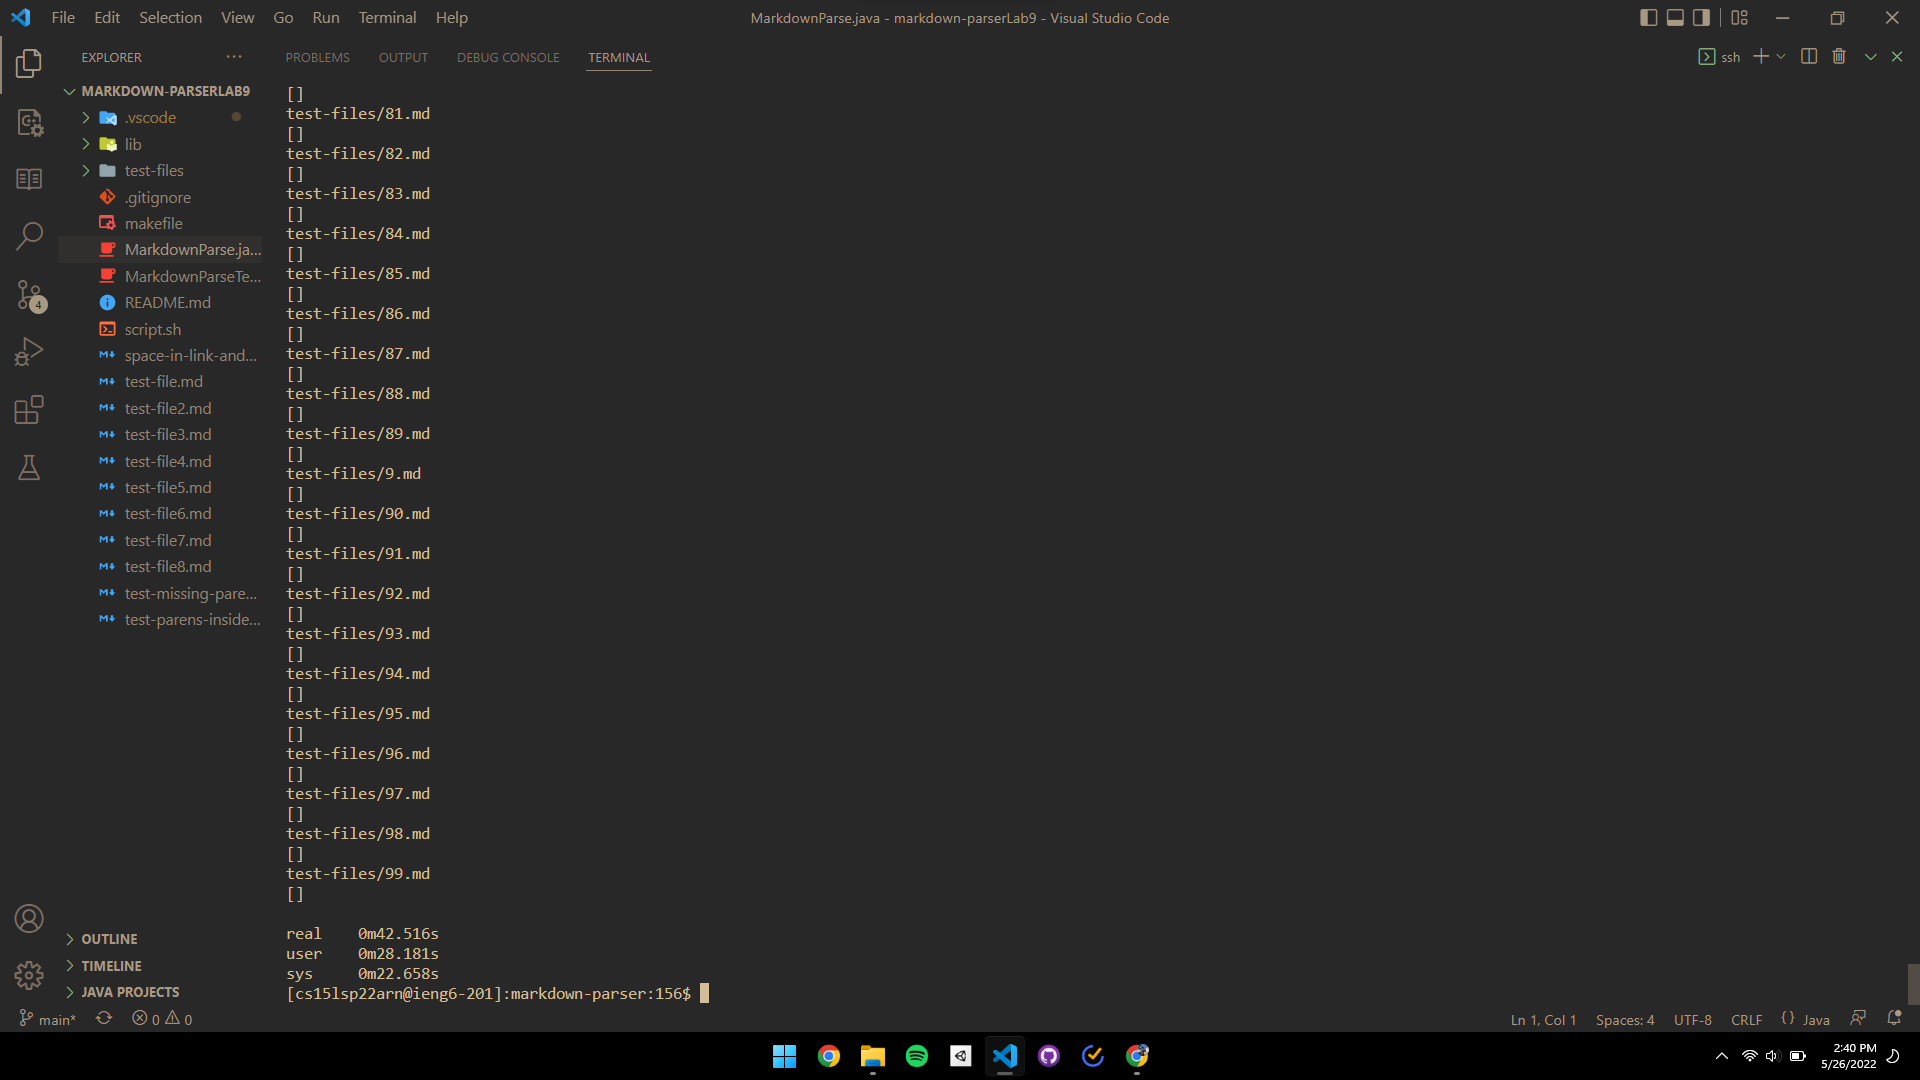 File Edit Selection View Go Run Terminal Help
MarkdownParse.java - markdown-parserLab9 - Visual Studio Code
EXPLORER
PROBLEMS OUTPUT DEBUG CONSOLE TERMINAL
ssh
MARKDOWN-PARSERLAB9
.vscode
lib
test-files
.gitignore
makefile
MarkdownParse.ja...
MarkdownParseTe...
README.md
script.sh
space-in-link-and...
test-file.md
test-file2.md
test-file3.md
test-file4.md
test-file5.md
test-file6.md
test-file7.md
test-file8.md
test-missing-pare...
test-parens-inside...
4
OUTLINE
TIMELINE
JAVA PROJECTS
[]
test-files/81.md
[]
test-files/82.md
[]
test-files/83.md
[]
test-files/84.md
[]
test-files/85.md
[]
test-files/86.md
[]
test-files/87.md
[]
test-files/88.md
[]
test-files/89.md
[]
test-files/9.md
[]
test-files/90.md
[]
test-files/91.md
[]
test-files/92.md
[]
test-files/93.md
[]
test-files/94.md
[]
test-files/95.md
[]
test-files/96.md
[]
test-files/97.md
[]
test-files/98.md
[]
test-files/99.md
[]
real 0m42.516s
user 0m28.181s
sys 0m22.658s
[cs15lsp22arn@ieng6-201]:markdown-parser:156$
main* 0 0
Ln 1, Col 1 Spaces: 4 UTF-8 CRLF {} Java
2:40 PM
5/26/2022